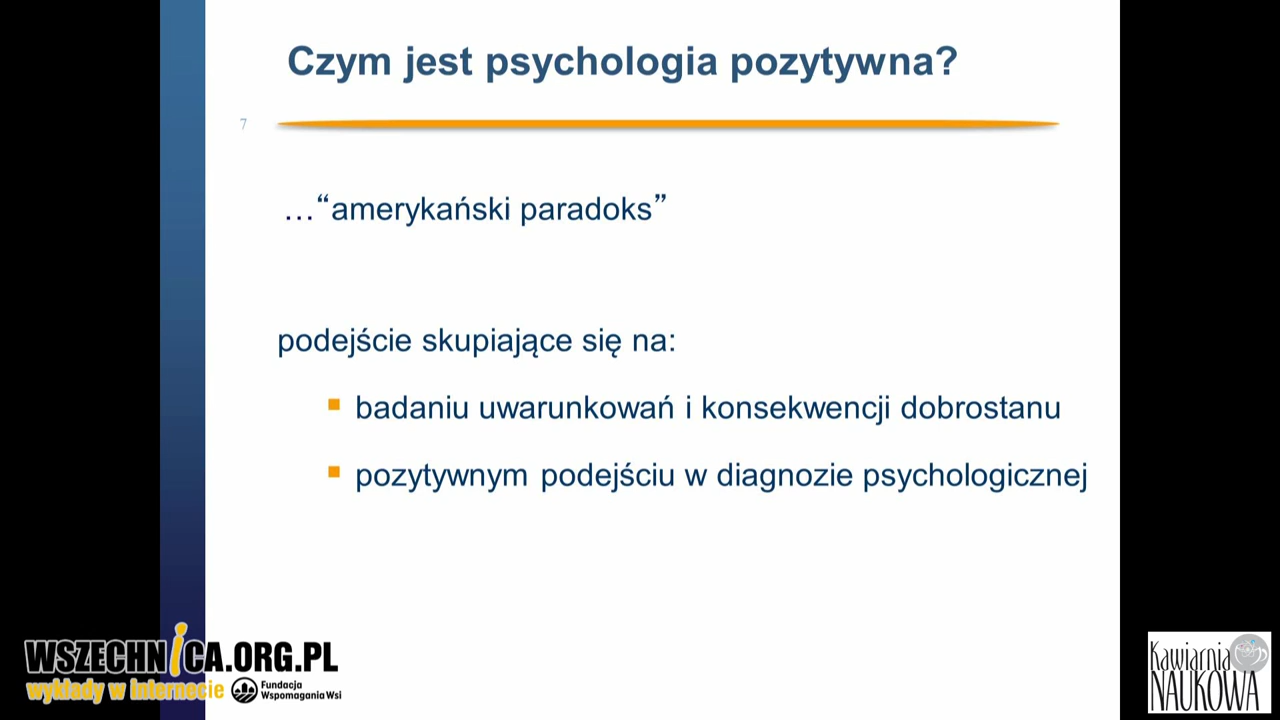 Czym jest psychologia pozytywna?
7
…“amerykański paradoks”
podejście skupiające się na:
badaniu uwarunkowań i konsekwencji dobrostanu
pozytywnym podejściu w diagnozie psychologicznej
WSZECHNiCA.ORG.PL
wykłady w internecie
Fundacja
Wspomagania Wsi
Kawiarnia
NAUKOWA